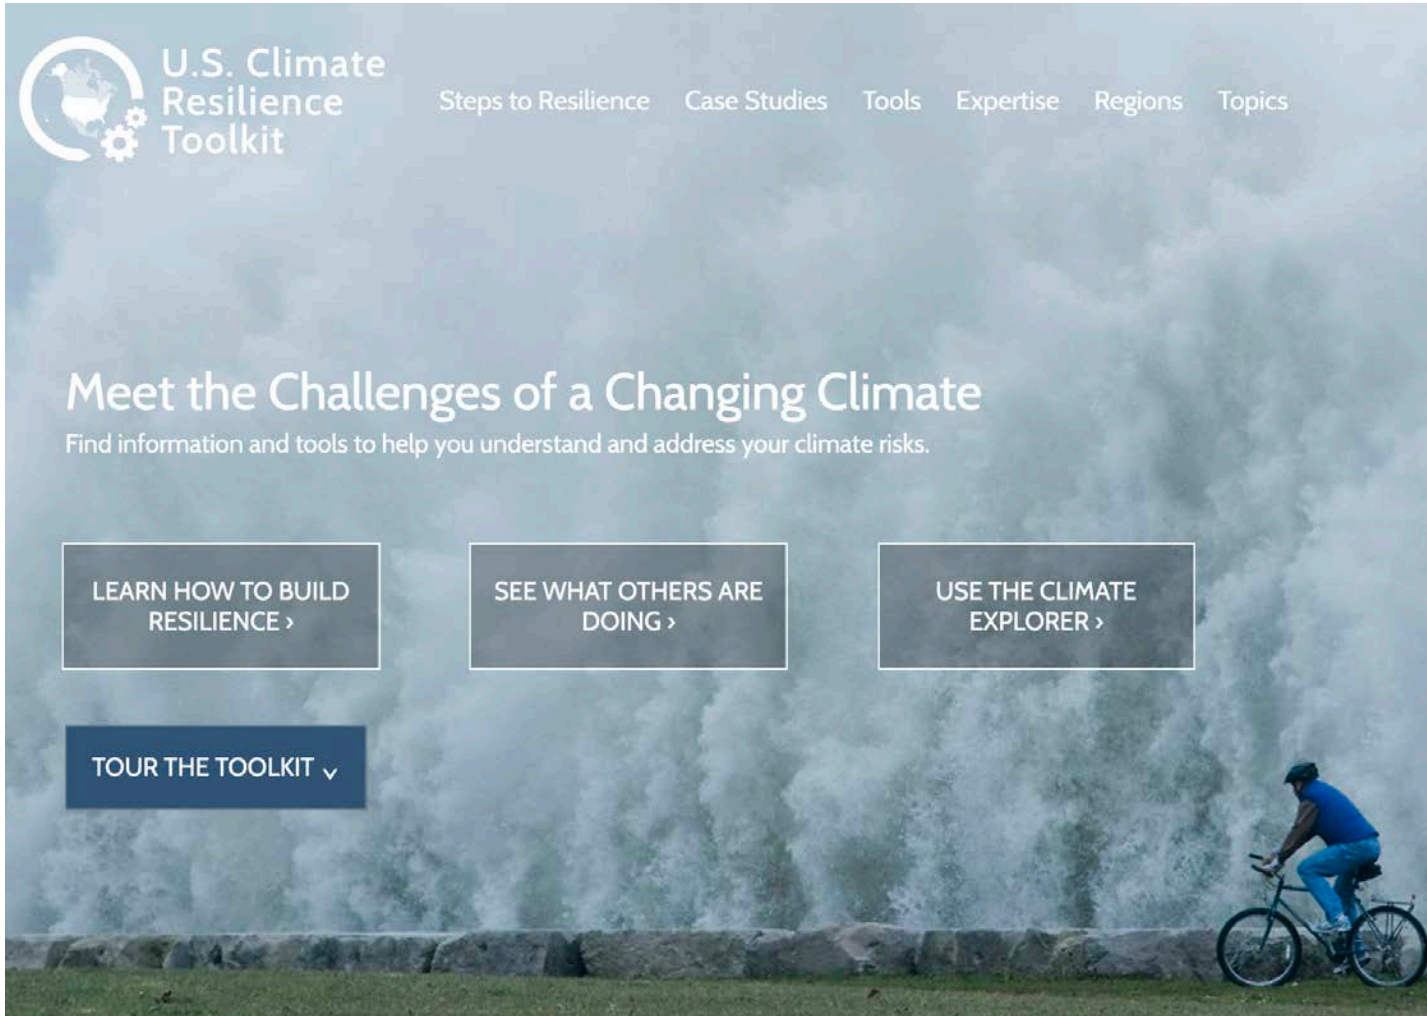 U.S. Climate
Resilience
Toolkit
Steps to Resilience Case Studies Tools Expertise Regions Topics
Meet the Challenges of a Changing Climate
Find information and tools to help you understand and address your climate risks.
LEARN HOW TO BUILD
RESILIENCE ›
SEE WHAT OTHERS ARE
DOING ›
USE THE CLIMATE
EXPLORER ›
TOUR THE TOOLKIT